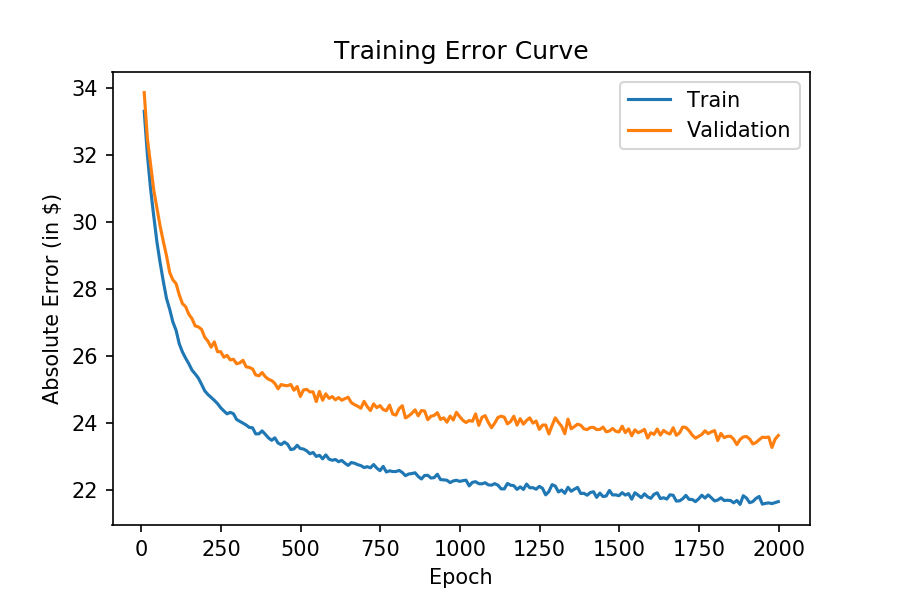 Training Error Curve
Train
Validation
Absolute Error (in $)
34
32
30
28
26
24
22
0 250 500 750 1000 1250 1500 1750 2000
Epoch